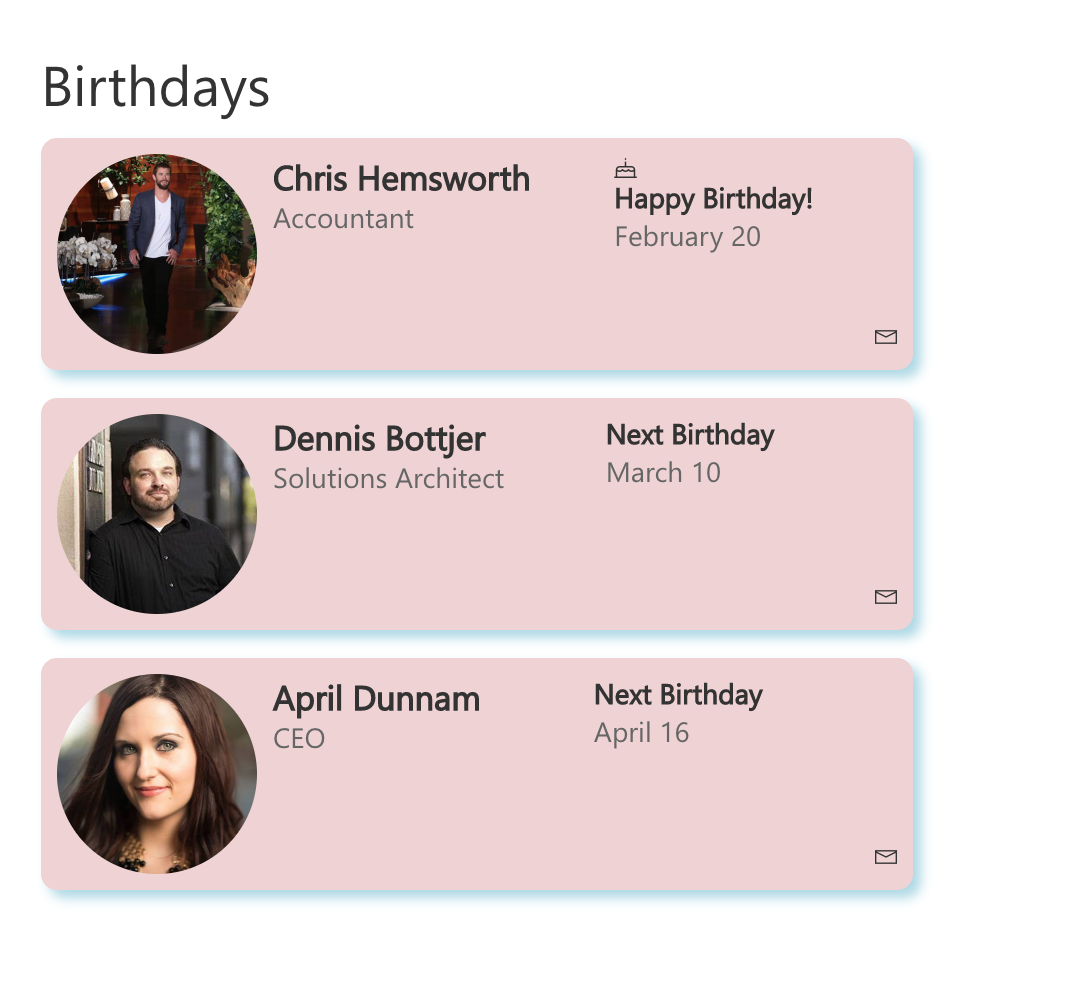 Birthdays
Chris Hemsworth
Accountant
Happy Birthday!
February 20
Dennis Bottjer
Solutions Architect
Next Birthday
March 10
April Dunnam
CEO
Next Birthday
April 16